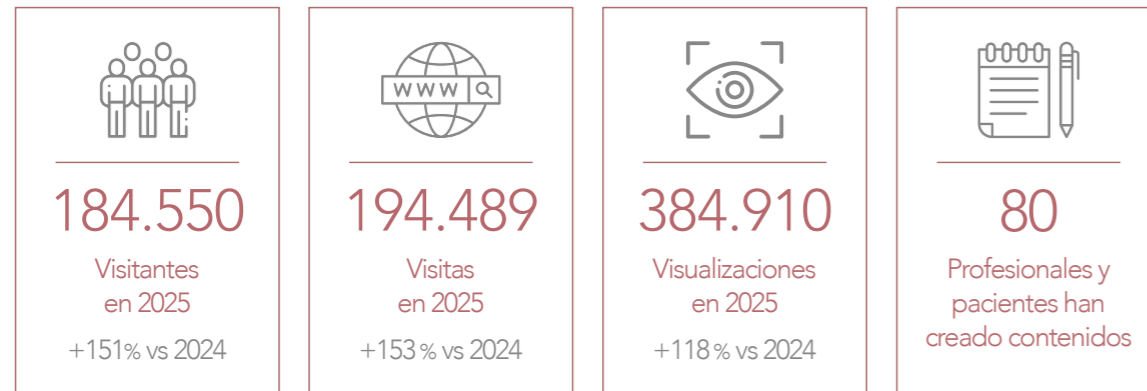 WWW
184.550
Visitantes
en 2025
+151% vs 2024
194.489
Visitas
en 2025
+153 % vs 2024
384.910
Visualizaciones
en 2025
+118 % vs 2024
80
Profesionales y
pacientes han
creado contenidos